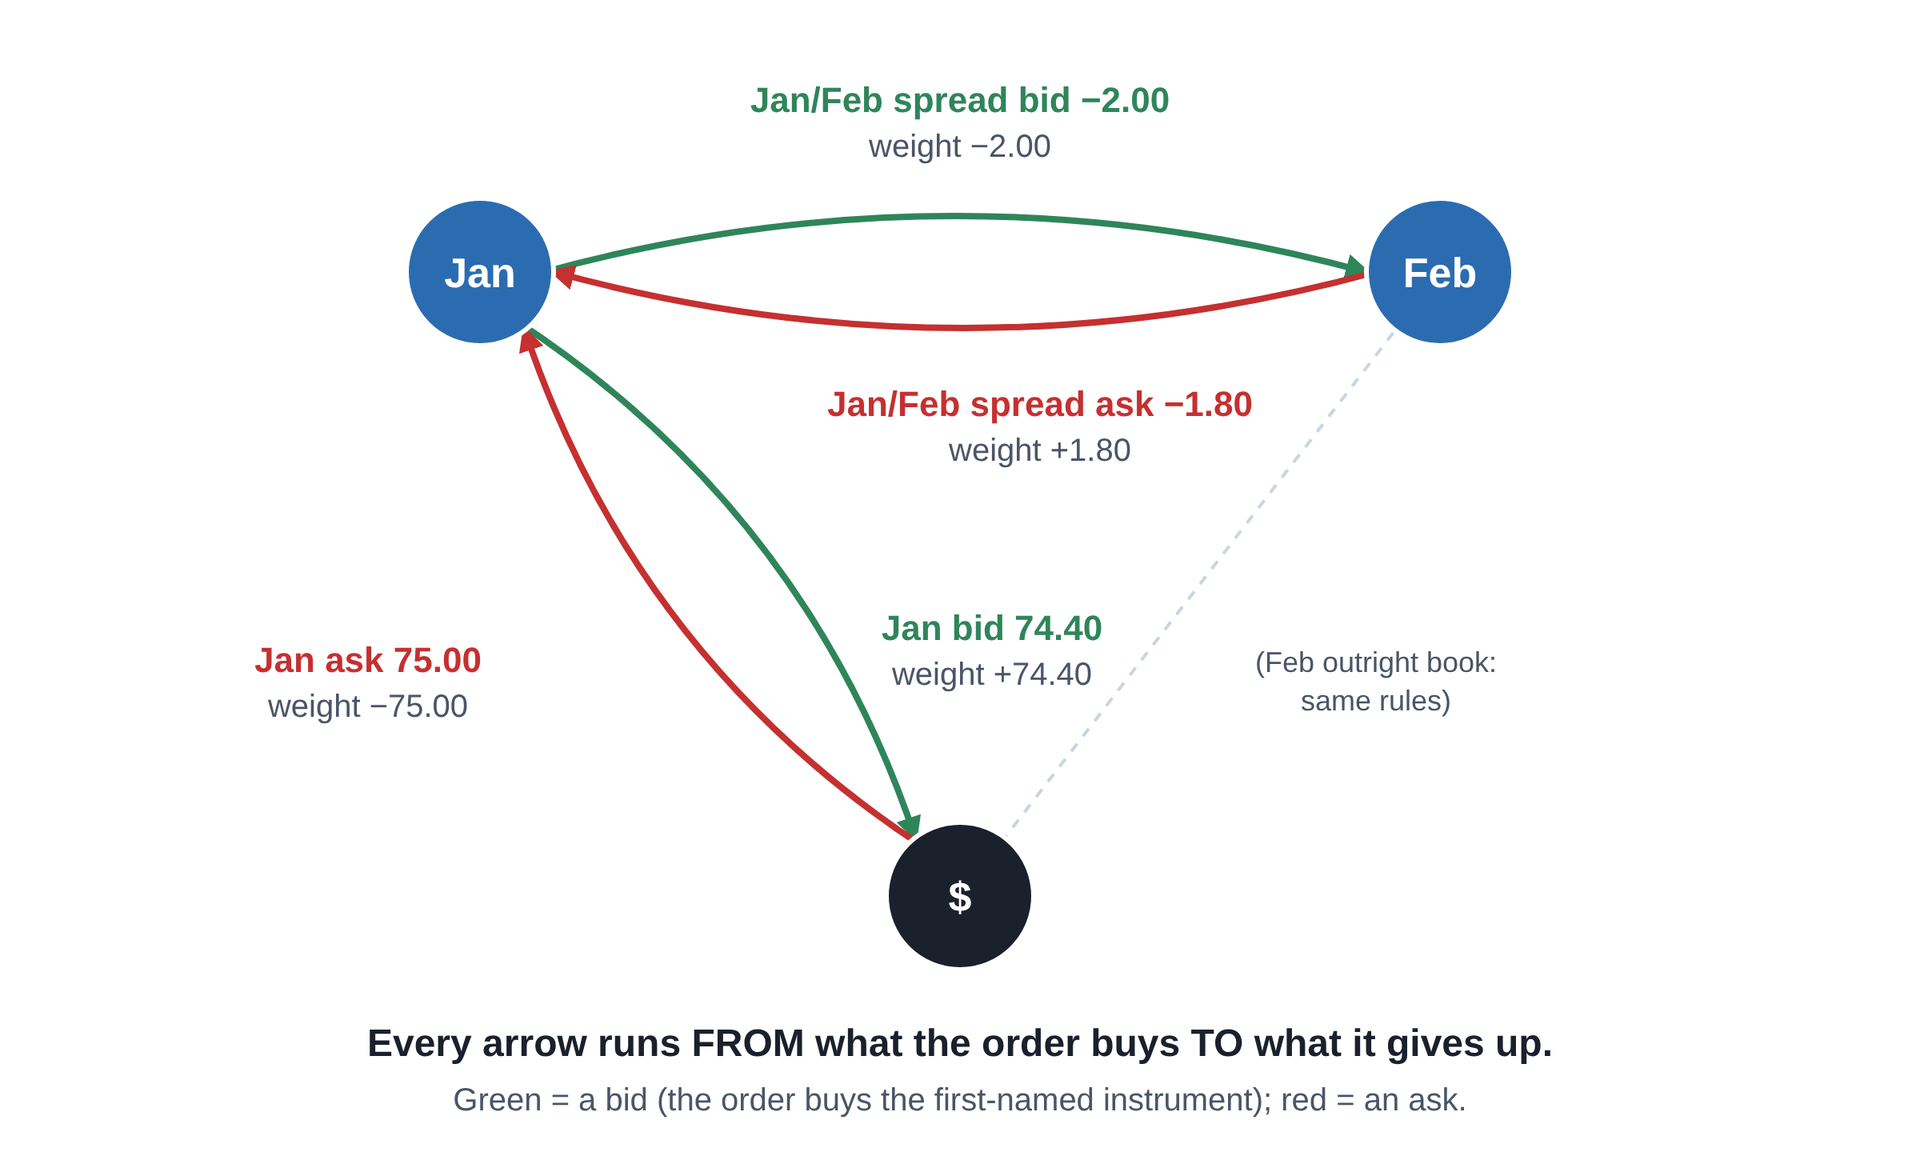 Jan/Feb spread bid −2.00
weight −2.00
Jan
Feb
Jan/Feb spread ask −1.80
weight +1.80
Jan bid 74.40
weight +74.40
Jan ask 75.00
weight −75.00
(Feb outright book:
same rules)
$
Every arrow runs FROM what the order buys TO what it gives up.
Green = a bid (the order buys the first-named instrument); red = an ask.